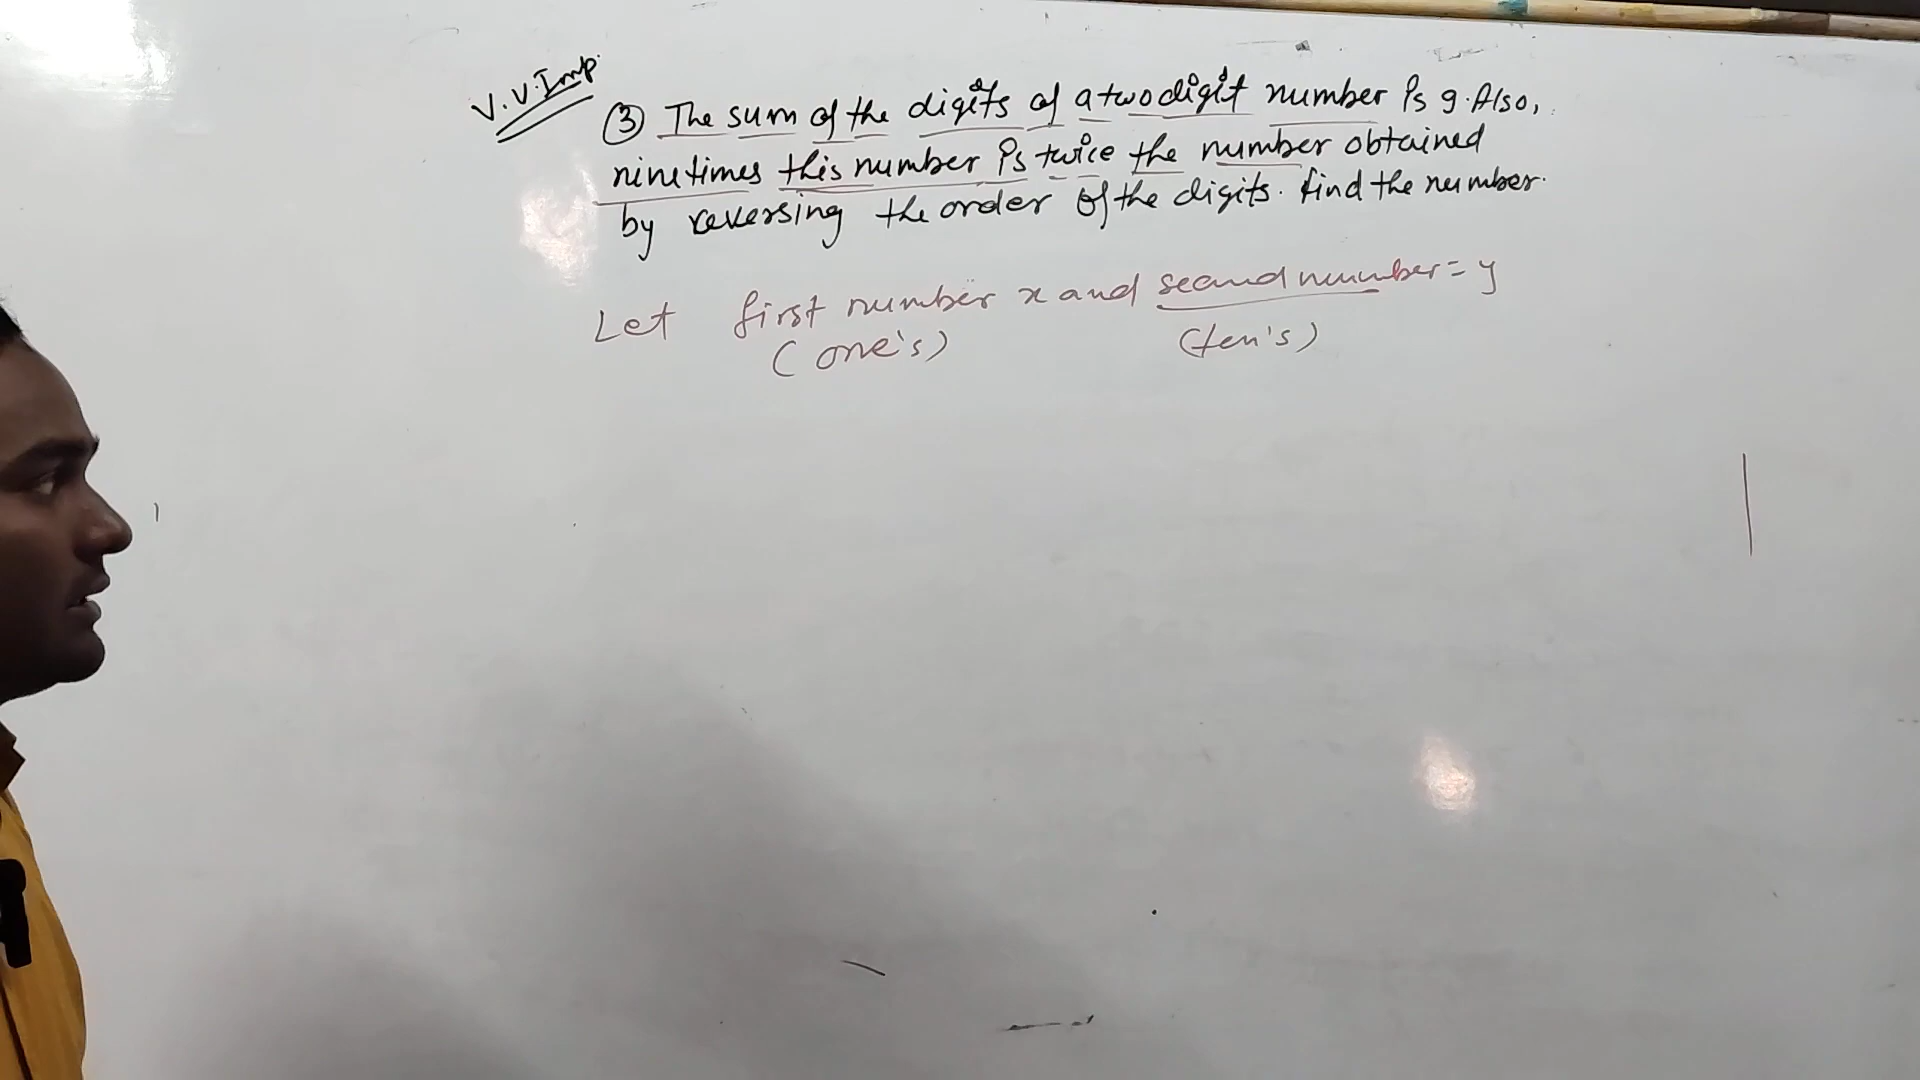 V.V.Imp.
③ The sum of the digits of a two digit number is 9. Also,
nine times this number is twice the number obtained
by reversing the order of the digits. find the number.
Let first number x and second number = y
(one's) (ten's)